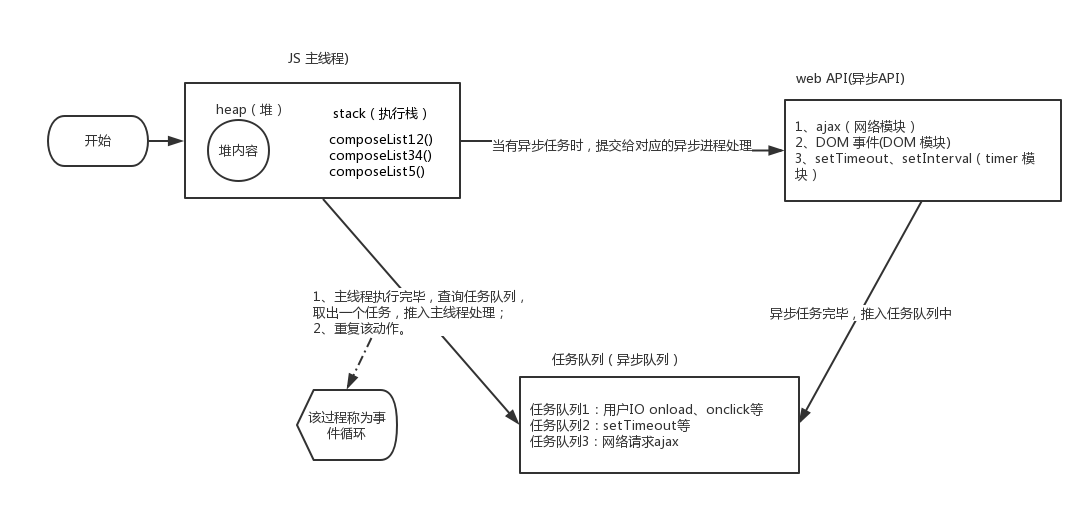 JS 主线程)
web API(异步API)
heap（堆）
stack（执行栈）
开始
堆内容
composeList12()
composeList34()
composeList5()
当有异步任务时，提交给对应的异步进程处理
1、ajax（网络模块）
2、DOM 事件(DOM 模块)
3、setTimeout、setInterval（timer 模
块）
1、主线程执行完毕，查询任务队列，
取出一个任务，推入主线程处理；
2、重复该动作。
异步任务完毕，推入任务队列中
任务队列（异步队列）
该过程称为事
件循环
任务队列1：用户IO onload、onclick等
任务队列2：setTimeout等
任务队列3：网络请求ajax